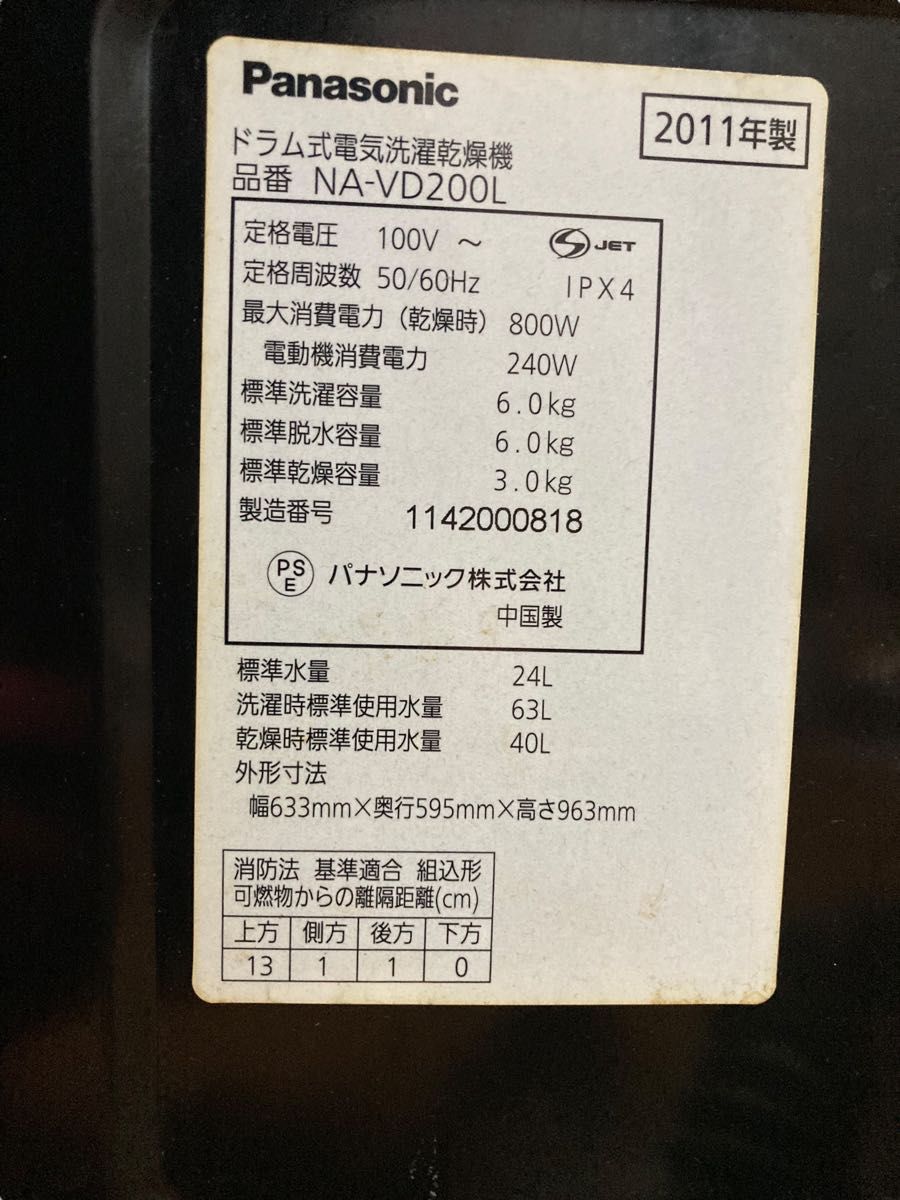 Panasonic
2011年製
ドラム式電気洗濯乾燥機
品番 NA-VD200L
定格電圧 100V ～ JET
定格周波数 50/60Hz IPX4
最大消費電力（乾燥時） 800W
電動機消費電力 240W
標準洗濯容量 6.0kg
標準脱水容量 6.0kg
標準乾燥容量 3.0kg
製造番号 1142000818
PSE パナソニック株式会社
中国製
標準水量 24L
洗濯時標準使用水量 63L
乾燥時標準使用水量 40L
外形寸法
幅633mm×奥行595mm×高さ963mm
消防法 基準適合 組込形
可燃物からの離隔距離(cm)
上方 側方 後方 下方
13 1 1 0